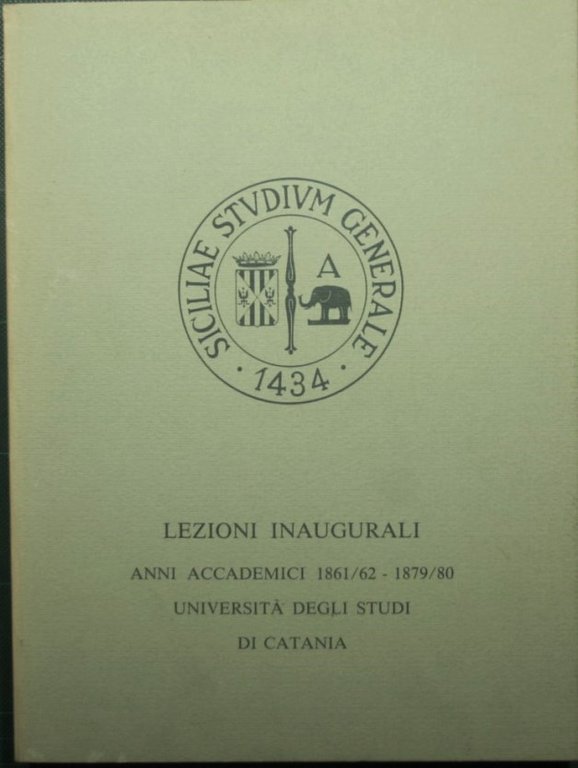 SICILIAE STVDIVM GENERALE
· 1434 ·
A
LEZIONI INAUGURALI
ANNI ACCADEMICI 1861/62 - 1879/80
UNIVERSITÀ DEGLI STUDI
DI CATANIA